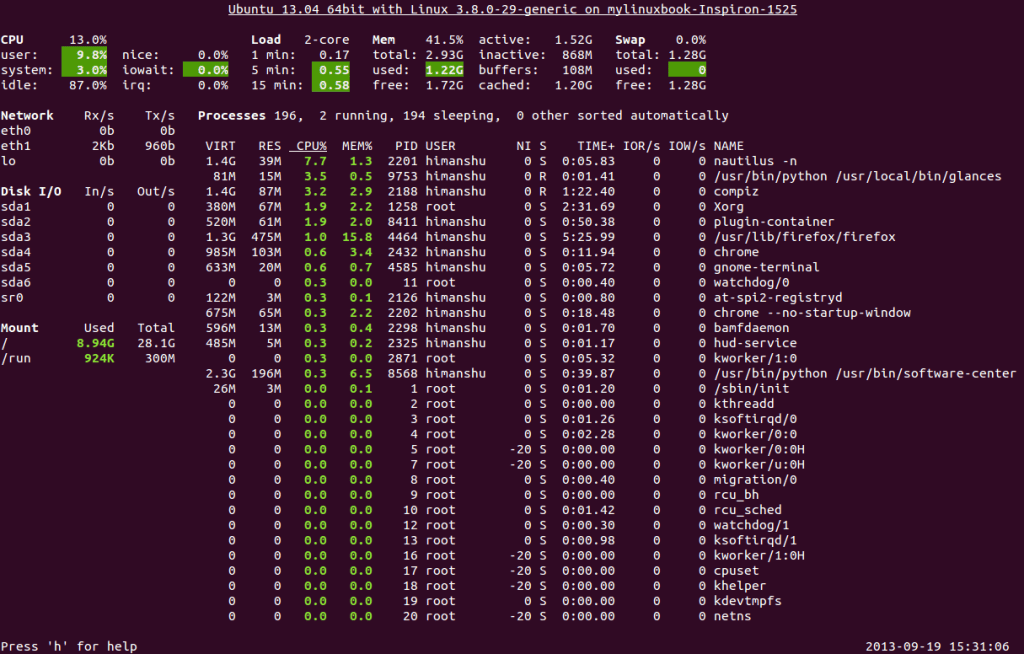 Ubuntu 13.04 64bit with Linux 3.8.0-29-generic on mylinuxbook-Inspiron-1525
CPU 13.0% Load 2-core Mem 41.5% active: 1.52G Swap 0.0%
user: 9.8% nice: 0.0% 1 min: 0.17 total: 2.93G inactive: 868M total: 1.28G
system: 3.0% iowait: 0.0% 5 min: 0.55 used: 1.22G buffers: 108M used: 0
idle: 87.0% irq: 0.0% 15 min: 0.58 free: 1.72G cached: 1.20G free: 1.28G
Network Rx/s Tx/s Processes 196, 2 running, 194 sleeping, 0 other sorted automatically
eth0 0b 0b
eth1 2Kb 960b VIRT RES CPU% MEM% PID USER NI S TIME+ IOR/s IOW/s NAME
lo 0b 0b 1.4G 39M 7.7 1.3 2201 himanshu 0 S 0:05.83 0 0 nautilus -n
81M 15M 3.5 0.5 9753 himanshu 0 R 0:01.41 0 0 /usr/bin/python /usr/local/bin/glances
Disk I/O In/s Out/s 1.4G 87M 3.2 2.9 2188 himanshu 0 R 1:22.40 0 0 compiz
sda1 0 0 380M 67M 1.9 2.2 1258 root 0 S 2:31.69 0 0 Xorg
sda2 0 0 520M 61M 1.9 2.0 8411 himanshu 0 S 0:50.38 0 0 plugin-container
sda3 0 0 1.3G 475M 1.0 15.8 4464 himanshu 0 S 5:25.99 0 0 /usr/lib/firefox/firefox
sda4 0 0 985M 103M 0.6 3.4 2432 himanshu 0 S 0:11.94 0 0 chrome
sda5 0 0 633M 20M 0.6 0.7 4585 himanshu 0 S 0:05.72 0 0 gnome-terminal
sda6 0 0 0 0 0.3 0.0 11 root 0 S 0:00.40 0 0 watchdog/0
sr0 0 0 122M 3M 0.3 0.1 2126 himanshu 0 S 0:00.80 0 0 at-spi2-registryd
675M 65M 0.3 2.2 2202 himanshu 0 S 0:18.48 0 0 chrome --no-startup-window
Mount Used Total 596M 13M 0.3 0.4 2298 himanshu 0 S 0:01.70 0 0 bamfdaemon
/ 8.94G 28.1G 485M 5M 0.3 0.2 2325 himanshu 0 S 0:01.17 0 0 hud-service
/run 924K 300M 0 0 0.3 0.0 2871 root 0 S 0:05.32 0 0 kworker/1:0
2.3G 196M 0.3 6.5 8568 himanshu 0 S 0:39.87 0 0 /usr/bin/python /usr/bin/software-center
26M 3M 0.0 0.1 1 root 0 S 0:01.20 0 0 /sbin/init
0 0 0.0 0.0 2 root 0 S 0:00.00 0 0 kthreadd
0 0 0.0 0.0 3 root 0 S 0:01.26 0 0 ksoftirqd/0
0 0 0.0 0.0 4 root 0 S 0:02.28 0 0 kworker/0:0
0 0 0.0 0.0 5 root -20 S 0:00.00 0 0 kworker/0:0H
0 0 0.0 0.0 7 root -20 S 0:00.00 0 0 kworker/u:0H
0 0 0.0 0.0 8 root 0 S 0:00.40 0 0 migration/0
0 0 0.0 0.0 9 root 0 S 0:00.00 0 0 rcu_bh
0 0 0.0 0.0 10 root 0 S 0:01.42 0 0 rcu_sched
0 0 0.0 0.0 12 root 0 S 0:00.30 0 0 watchdog/1
0 0 0.0 0.0 13 root 0 S 0:00.98 0 0 ksoftirqd/1
0 0 0.0 0.0 16 root -20 S 0:00.00 0 0 kworker/1:0H
0 0 0.0 0.0 17 root -20 S 0:00.00 0 0 cpuset
0 0 0.0 0.0 18 root -20 S 0:00.00 0 0 khelper
0 0 0.0 0.0 19 root 0 S 0:00.00 0 0 kdevtmpfs
0 0 0.0 0.0 20 root -20 S 0:00.00 0 0 netns
Press 'h' for help 2013-09-19 15:31:06